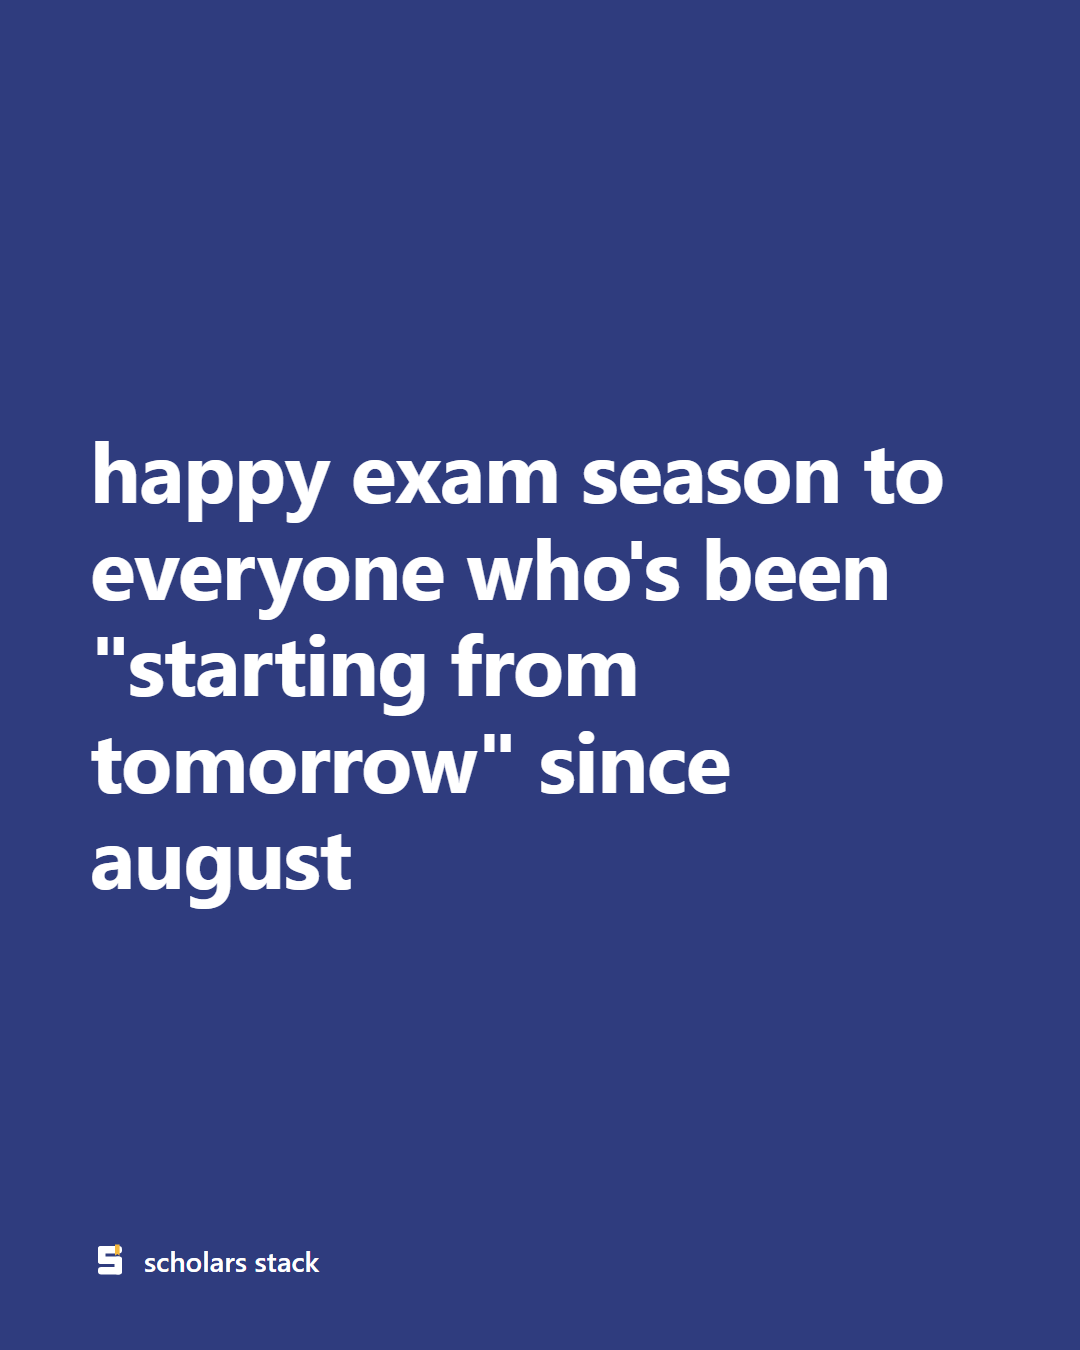 happy exam season to
everyone who's been
"starting from
tomorrow" since
august
scholars stack